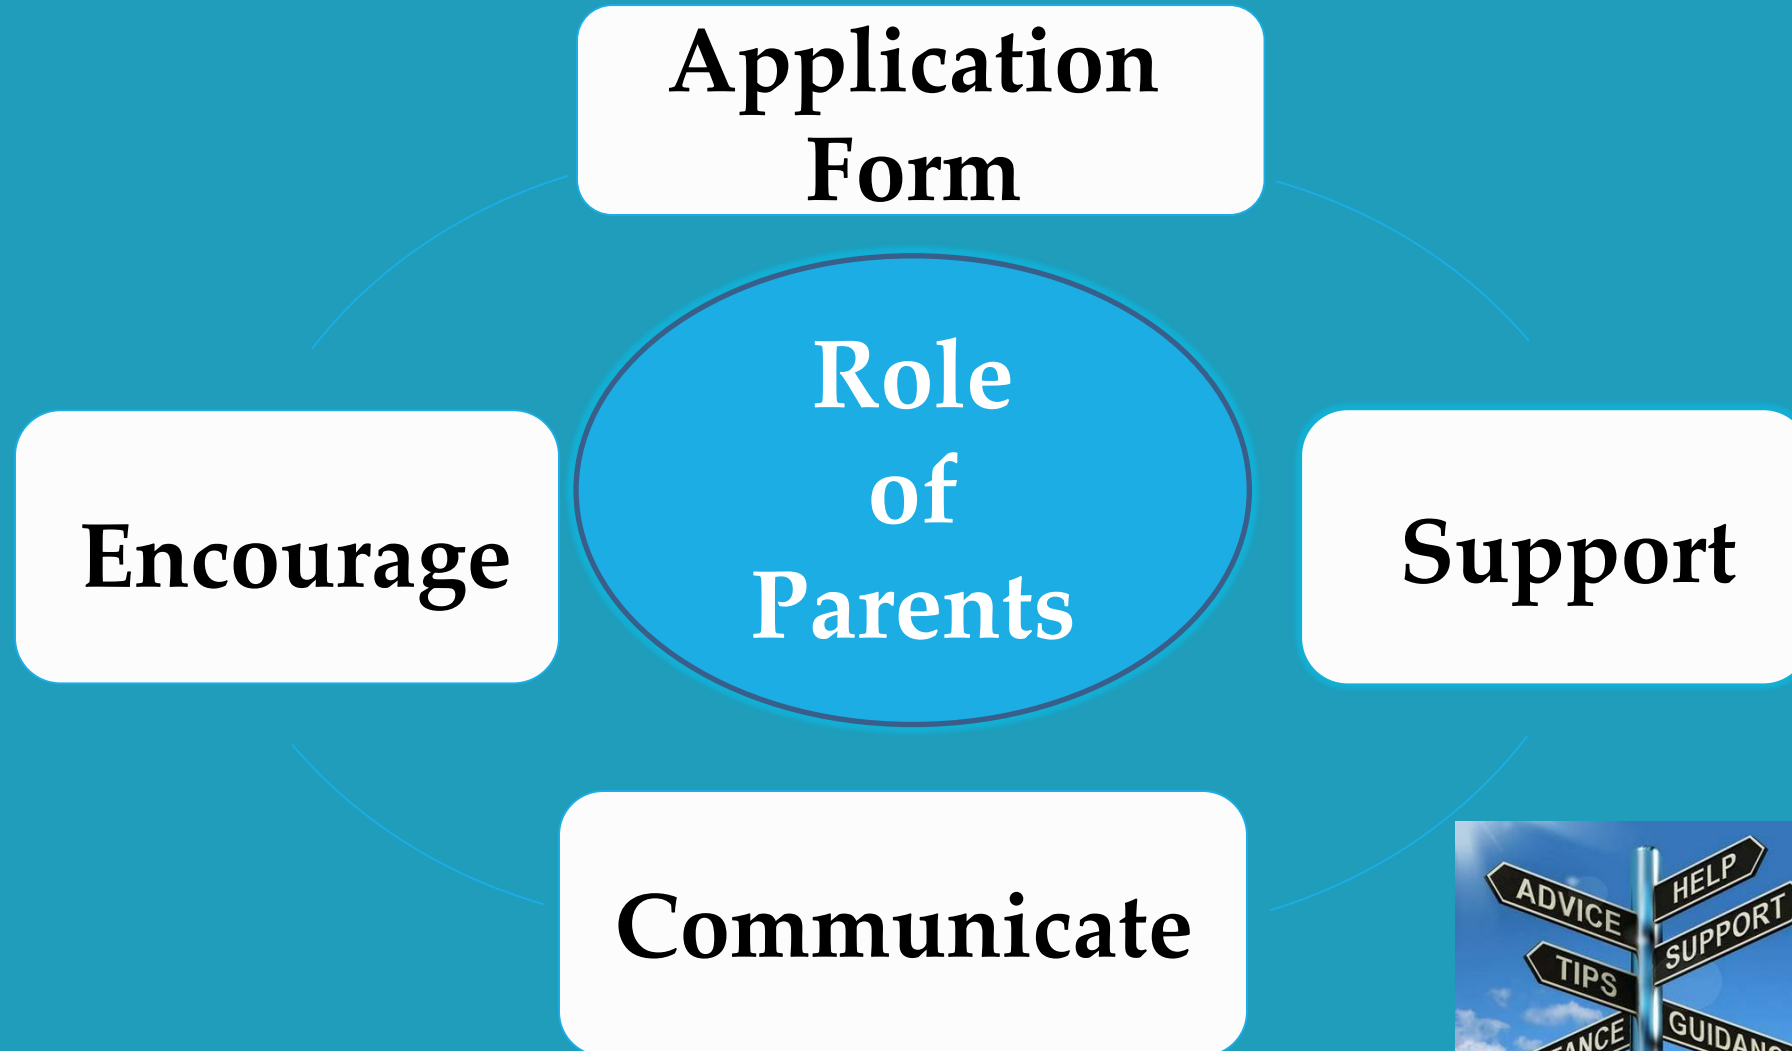 Application
Form
Role
of
Parents
Encourage
Support
Communicate
ADVICE
HELP
SUPPORT
TIPS